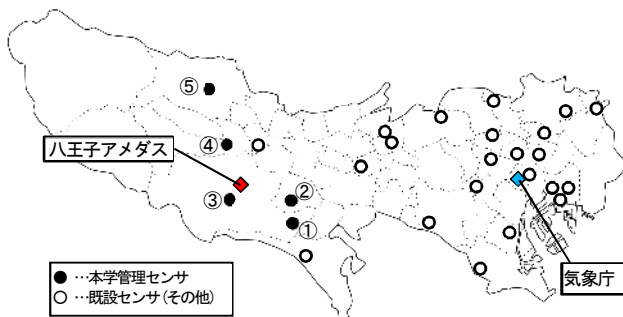 ⑤
④
八王子アメダス
③
②
①
●…本学管理センサ
○…既設センサ(その他)
気象庁